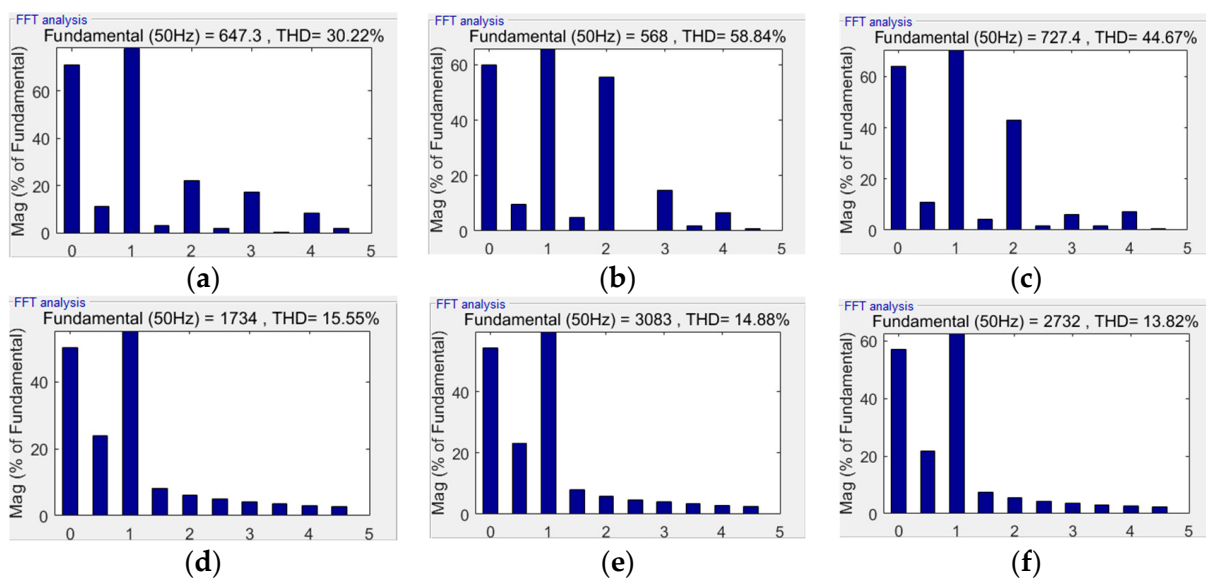 FFT analysis
Fundamental (50Hz) = 647.3 , THD= 30.22%
Mag (% of Fundamental)
60
40
20
0
0 1 2 3 4 5
(a)
FFT analysis
Fundamental (50Hz) = 568 , THD= 58.84%
Mag (% of Fundamental)
60
40
20
0
0 1 2 3 4 5
(b)
FFT analysis
Fundamental (50Hz) = 727.4 , THD= 44.67%
Mag (% of Fundamental)
60
40
20
0
0 1 2 3 4 5
(c)
FFT analysis
Fundamental (50Hz) = 1734 , THD= 15.55%
Mag (% of Fundamental)
40
20
0
0 1 2 3 4 5
(d)
FFT analysis
Fundamental (50Hz) = 3083 , THD= 14.88%
Mag (% of Fundamental)
40
20
0
0 1 2 3 4 5
(e)
FFT analysis
Fundamental (50Hz) = 2732 , THD= 13.82%
Mag (% of Fundamental)
60
40
20
0
0 1 2 3 4 5
(f)